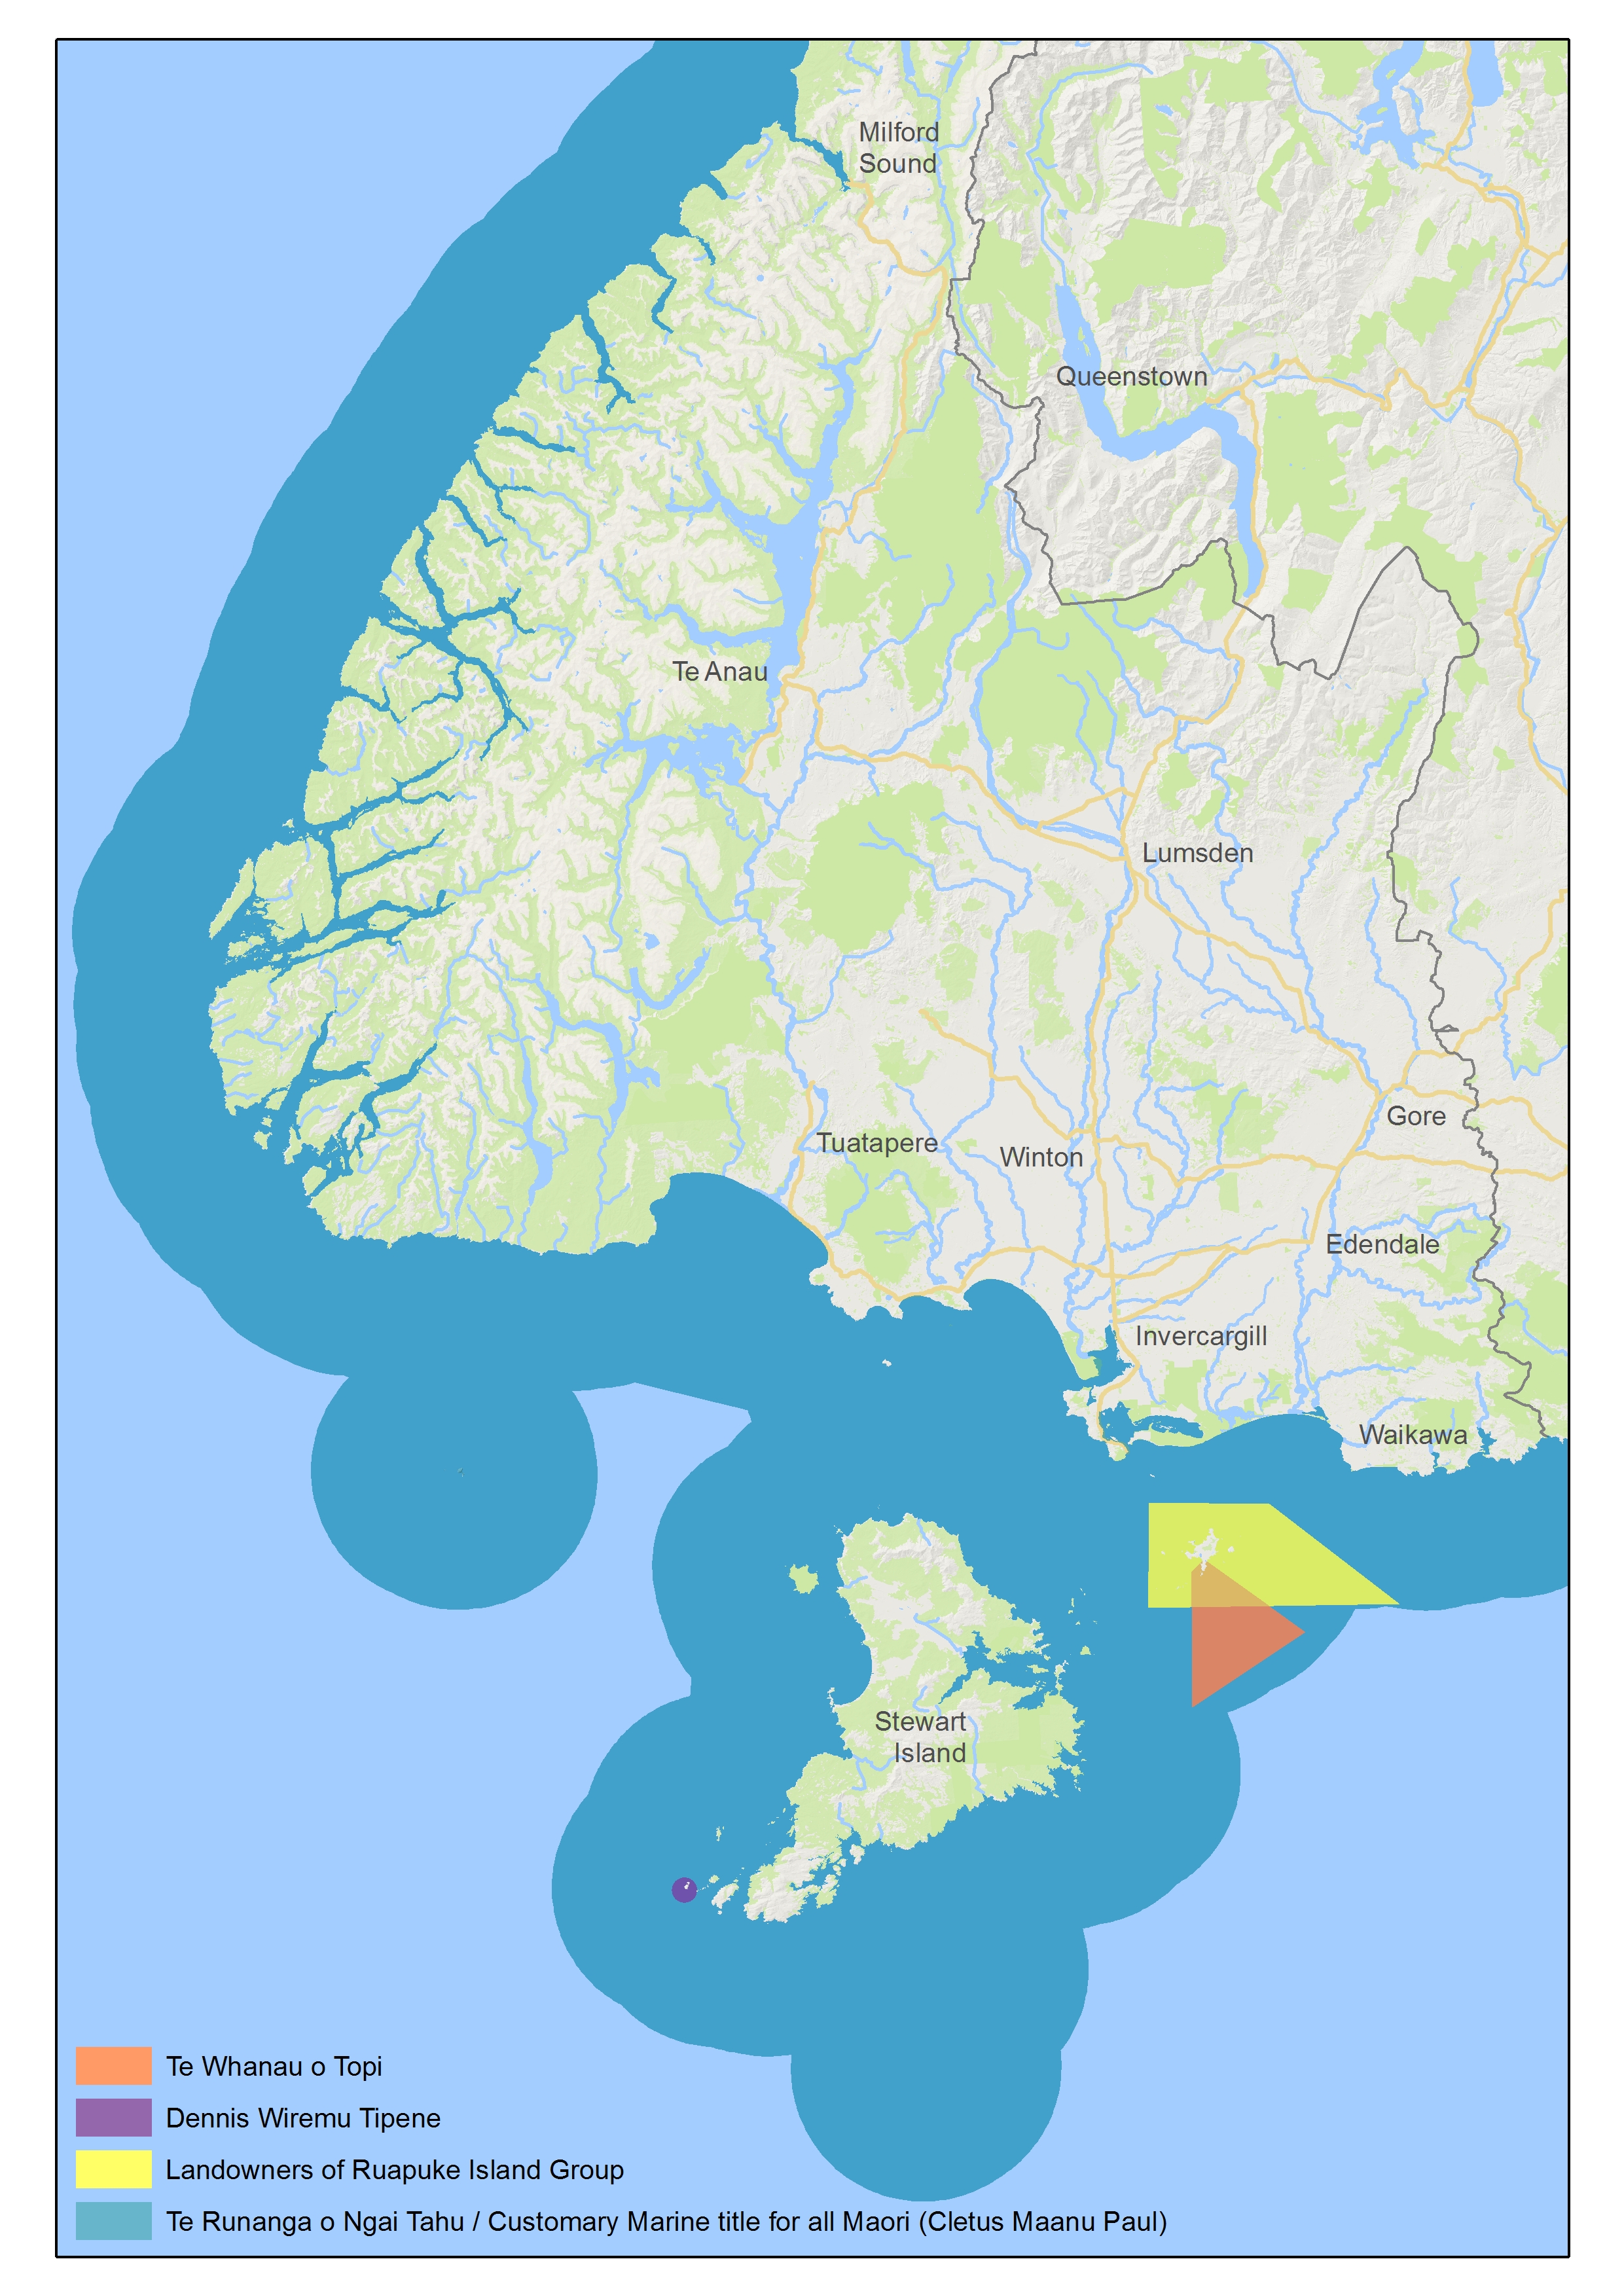 Milford
Sound
Queenstown
Te Anau
Lumsden
Gore
Tuatapere
Winton
Edendale
Invercargill
Waikawa
Stewart
Island
Te Whanau o Topi
Dennis Wiremu Tipene
Landowners of Ruapuke Island Group
Te Runanga o Ngai Tahu / Customary Marine title for all Maori (Cletus Maanu Paul)